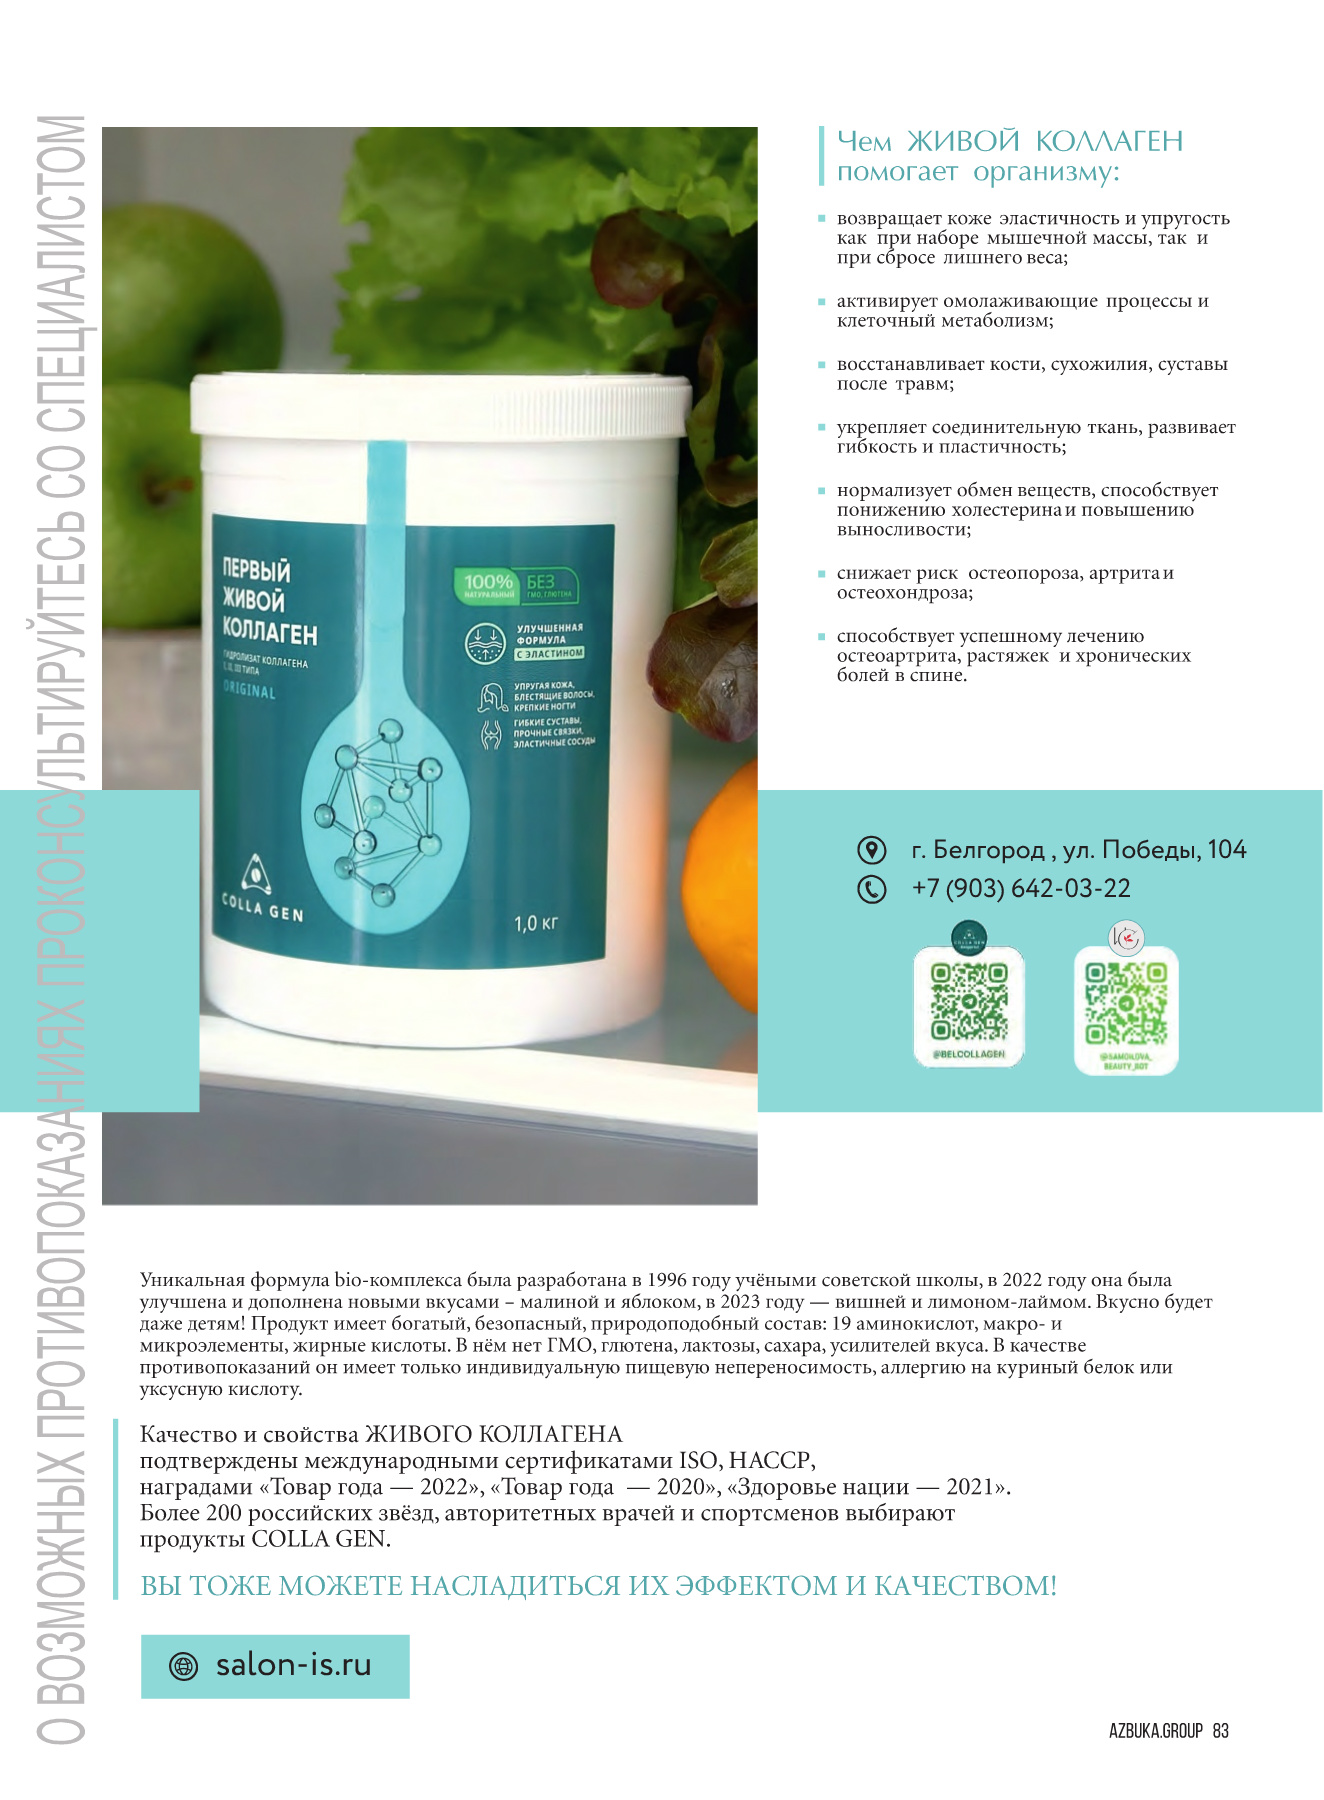 О ВОЗМОЖНЫХ ПРОТИВОПОКАЗАНИЯХ ПРОКОНСУЛЬТИРУЙТЕСЬ СО СПЕЦИАЛИСТОМ
ПЕРВЫЙ
ЖИВОЙ
КОЛЛАГЕН
ГИДРОЛИЗАТ КОЛЛАГЕНА
I, II, III ТИПА
ORIGINAL
100%
НАТУРАЛЬНЫЙ
БЕЗ
ГМО, ГЛЮТЕНА
УЛУЧШЕННАЯ
ФОРМУЛА
С ЭЛАСТИНОМ
УПРУГАЯ КОЖА,
БЛЕСТЯЩИЕ ВОЛОСЫ,
КРЕПКИЕ НОГТИ
ГИБКИЕ СУСТАВЫ,
ПРОЧНЫЕ СВЯЗКИ,
ЭЛАСТИЧНЫЕ СОСУДЫ
COLLA GEN
1,0 кг
Чем ЖИВОЙ КОЛЛАГЕН
помогает организму:
возвращает коже эластичность и упругость
как при наборе мышечной массы, так и
при сбросе лишнего веса;
активирует омолаживающие процессы и
клеточный метаболизм;
восстанавливает кости, сухожилия, суставы
после травм;
укрепляет соединительную ткань, развивает
гибкость и пластичность;
нормализует обмен веществ, способствует
понижению холестерина и повышению
выносливости;
снижает риск остеопороза, артрита и
остеохондроза;
способствует успешному лечению
остеоартрита, растяжек и хронических
болей в спине.
г. Белгород , ул. Победы, 104
+7 (903) 642-03-22
@BELCOLLAGEN
@SAMOILOVA_
BEAUTY_BOT
Уникальная формула bio-комплекса была разработана в 1996 году учёными советской школы, в 2022 году она была
улучшена и дополнена новыми вкусами – малиной и яблоком, в 2023 году — вишней и лимоном-лаймом. Вкусно будет
даже детям! Продукт имеет богатый, безопасный, природоподобный состав: 19 аминокислот, макро- и
микроэлементы, жирные кислоты. В нём нет ГМО, глютена, лактозы, сахара, усилителей вкуса. В качестве
противопоказаний он имеет только индивидуальную пищевую непереносимость, аллергию на куриный белок или
уксусную кислоту.
Качество и свойства ЖИВОГО КОЛЛАГЕНА
подтверждены международными сертификатами ISO, HACCP,
наградами «Товар года — 2022», «Товар года — 2020», «Здоровье нации — 2021».
Более 200 российских звёзд, авторитетных врачей и спортсменов выбирают
продукты COLLA GEN.
ВЫ ТОЖЕ МОЖЕТЕ НАСЛАДИТЬСЯ ИХ ЭФФЕКТОМ И КАЧЕСТВОМ!
salon-is.ru
AZBUKA.GROUP 83